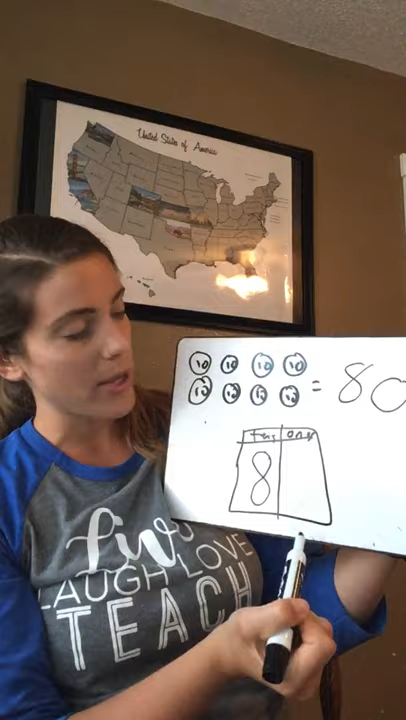 United States of America
10 10 10 10
10 10 10 10 = 80
tens ones
8
live
LAUGH LOVE
TEACH